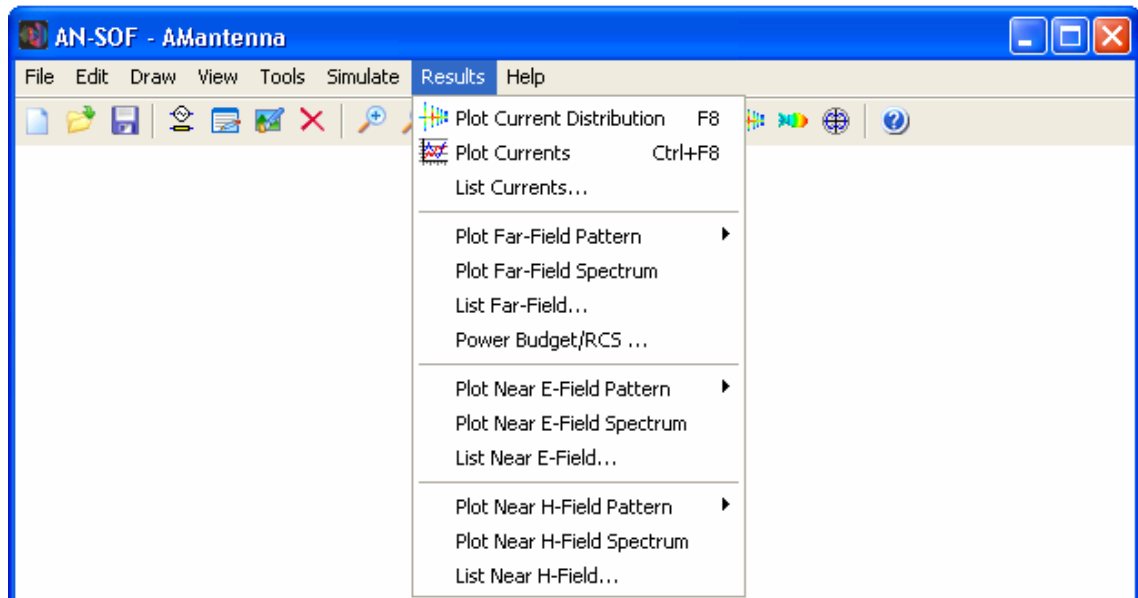 AN-SOF - AMantenna
File Edit Draw View Tools Simulate Results Help
Plot Current Distribution F8
Plot Currents Ctrl+F8
List Currents...
Plot Far-Field Pattern
Plot Far-Field Spectrum
List Far-Field...
Power Budget/RCS ...
Plot Near E-Field Pattern
Plot Near E-Field Spectrum
List Near E-Field...
Plot Near H-Field Pattern
Plot Near H-Field Spectrum
List Near H-Field...